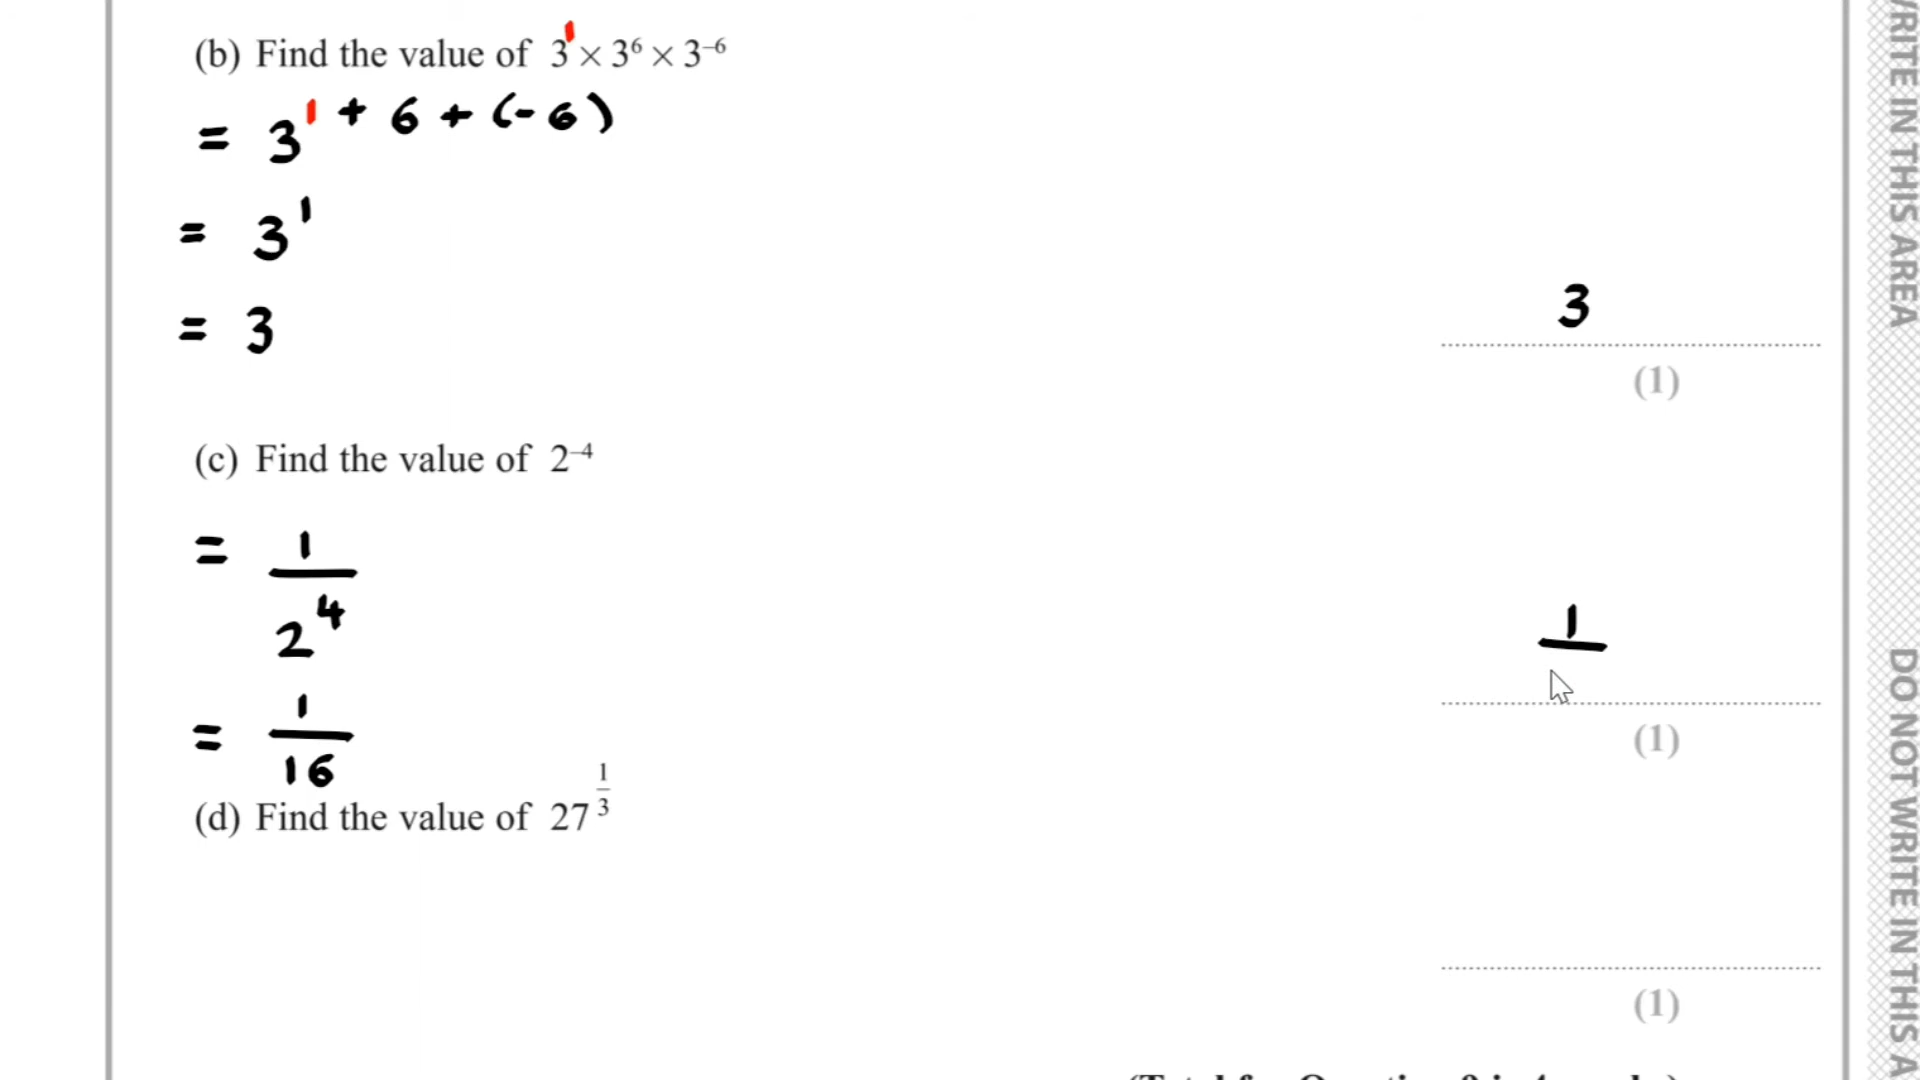 (b) Find the value of 3¹ × 3⁶ × 3⁻⁶
= 3¹ + 6 + (-6)
= 3¹
= 3
3
(1)
(c) Find the value of 2⁻⁴
= 1/2⁴
= 1/16
1
(1)
(d) Find the value of 27^(1/3)
(1)
WRITE IN THIS AREA
DO NOT WRITE IN THIS A